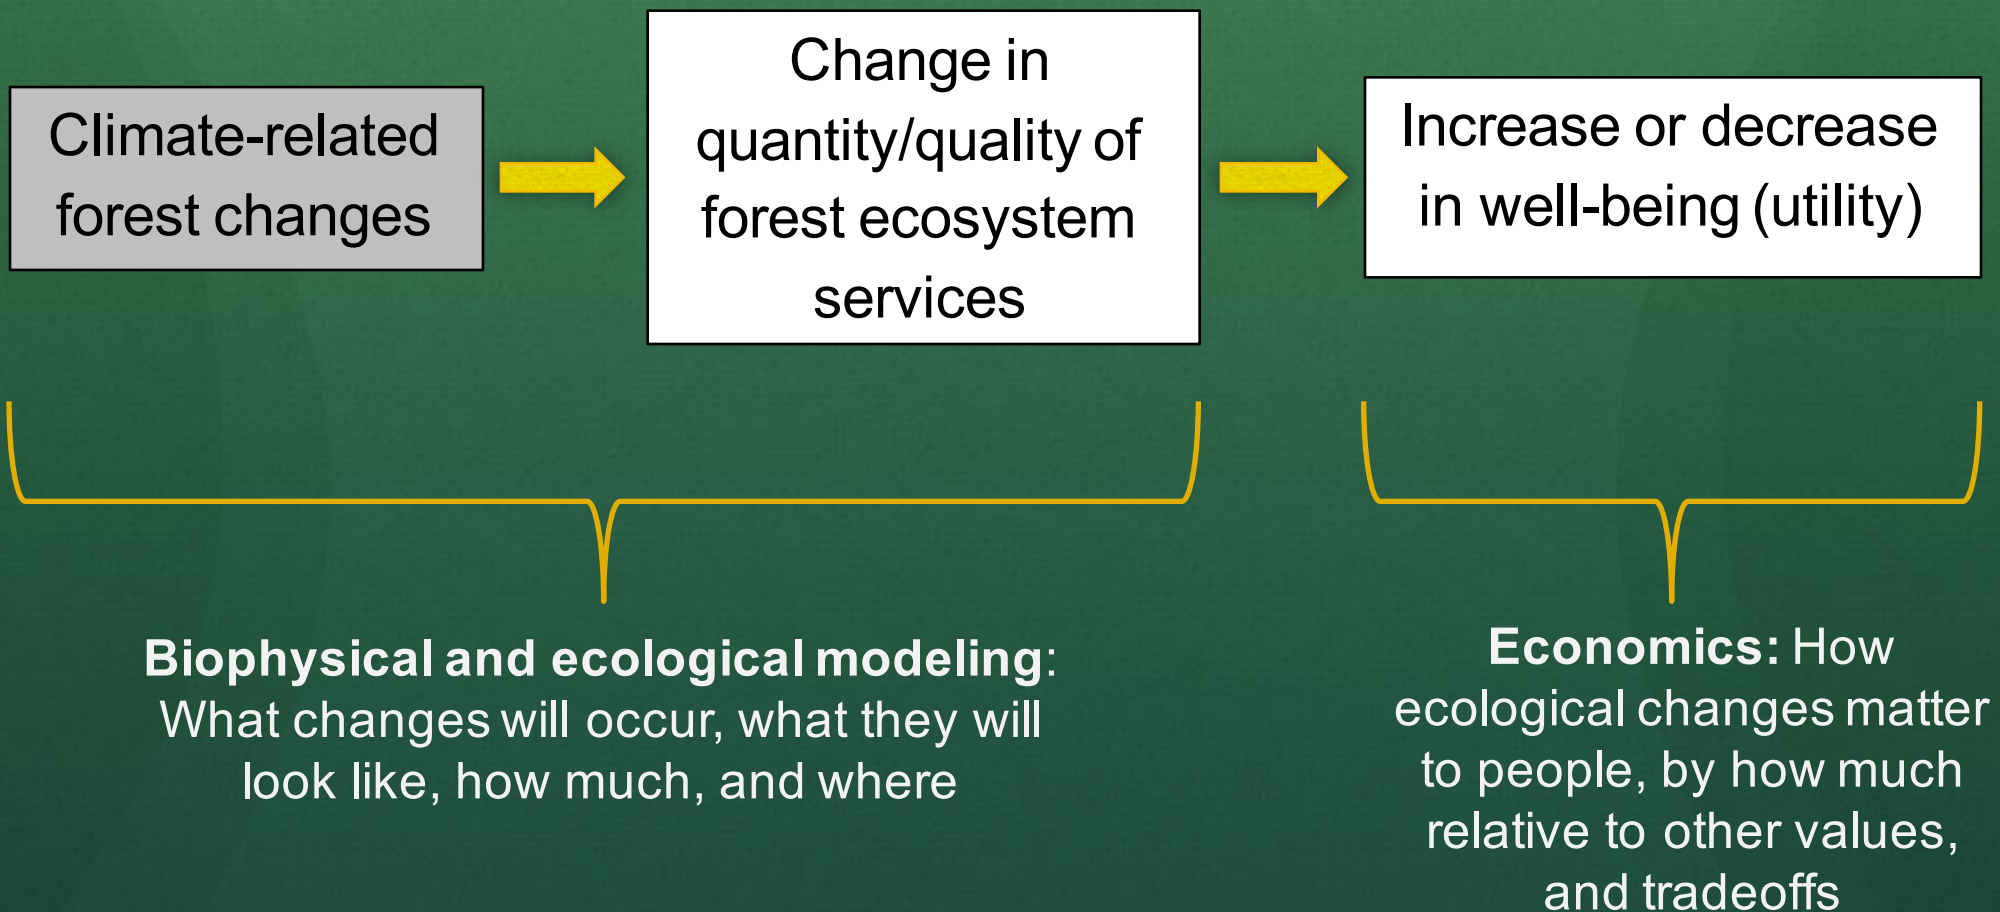 Climate-related
forest changes
Change in
quantity/quality of
forest ecosystem
services
Increase or decrease
in well-being (utility)
Biophysical and ecological modeling:
What changes will occur, what they will
look like, how much, and where
Economics: How
ecological changes matter
to people, by how much
relative to other values,
and tradeoffs